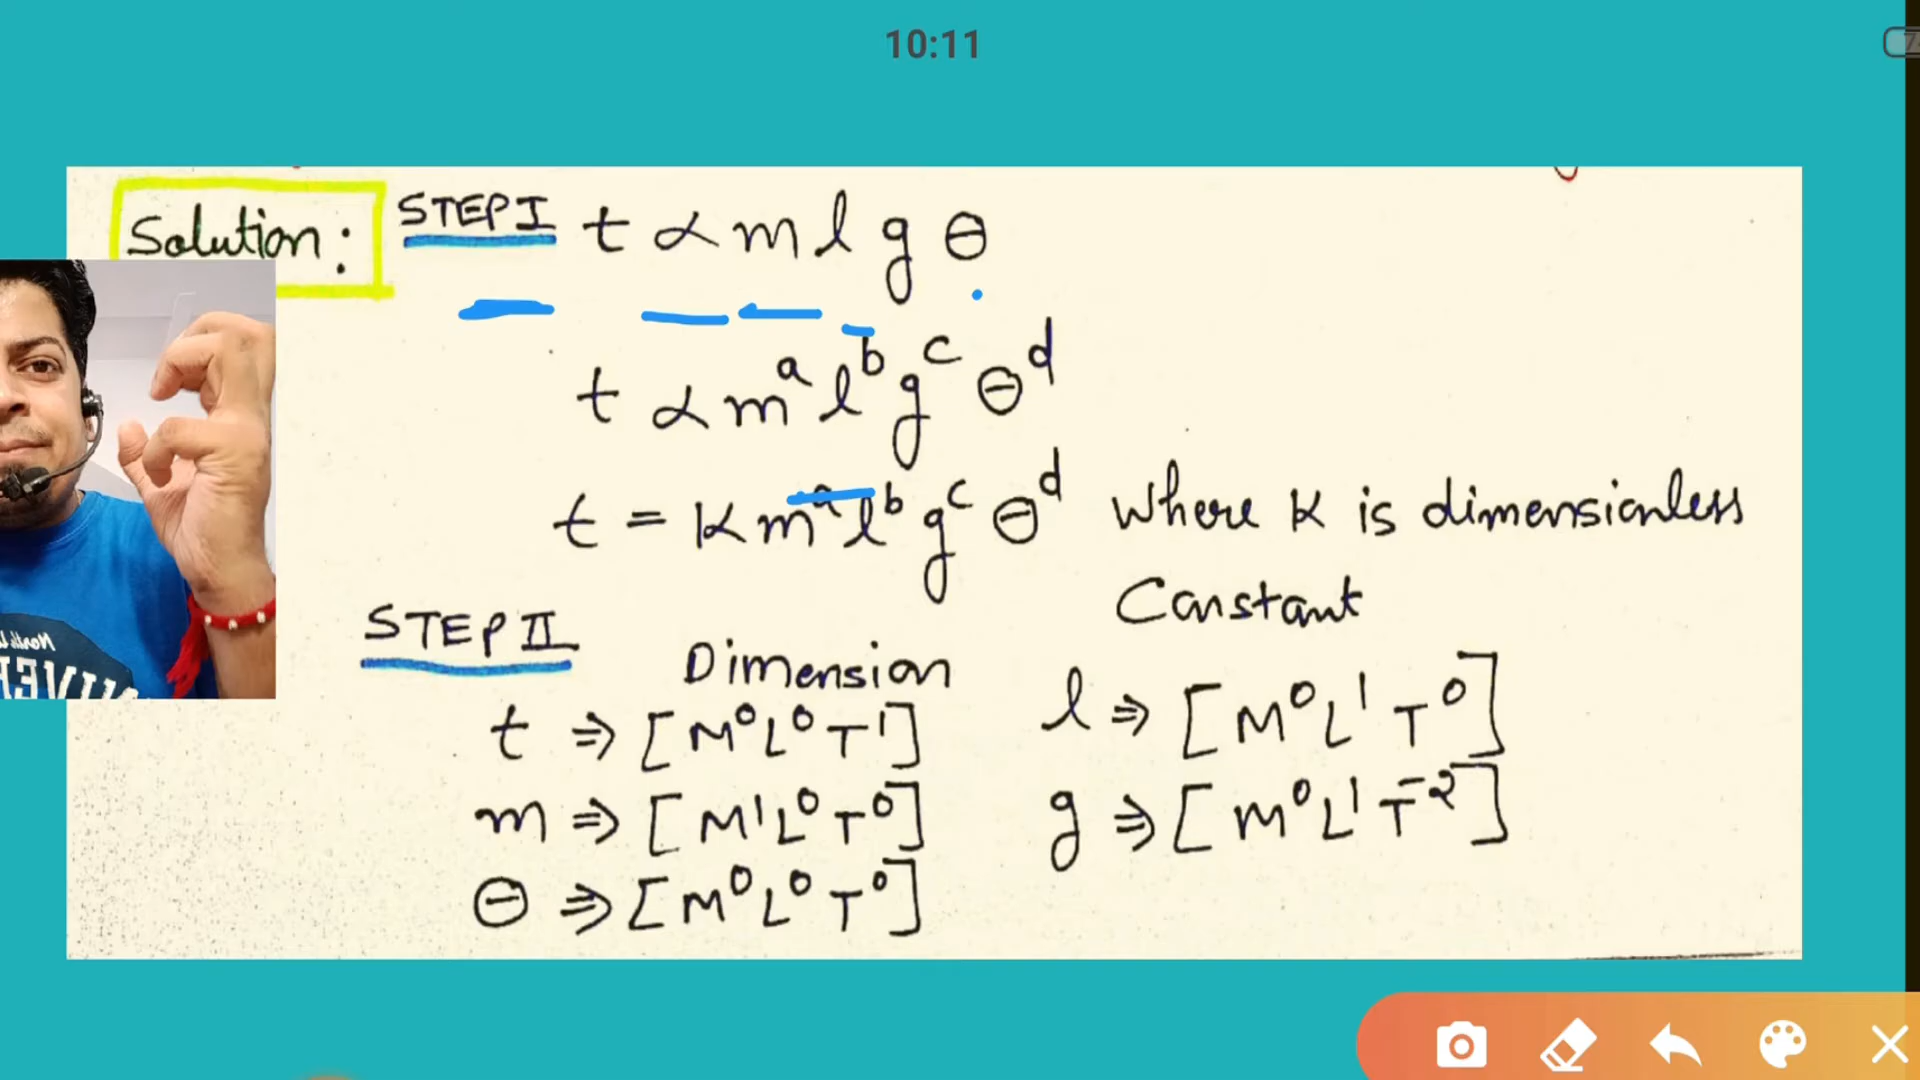 10:11
Solution: STEP I t ∝ m l g θ
t ∝ m^a l^b g^c θ^d
t = K m^a l^b g^c θ^d where K is dimensionless
Constant
STEP II
Dimension
t ⇒ [M^0 L^0 T^1]
l ⇒ [M^0 L^1 T^0]
m ⇒ [M^1 L^0 T^0]
g ⇒ [M^0 L^1 T^-2]
θ ⇒ [M^0 L^0 T^0]